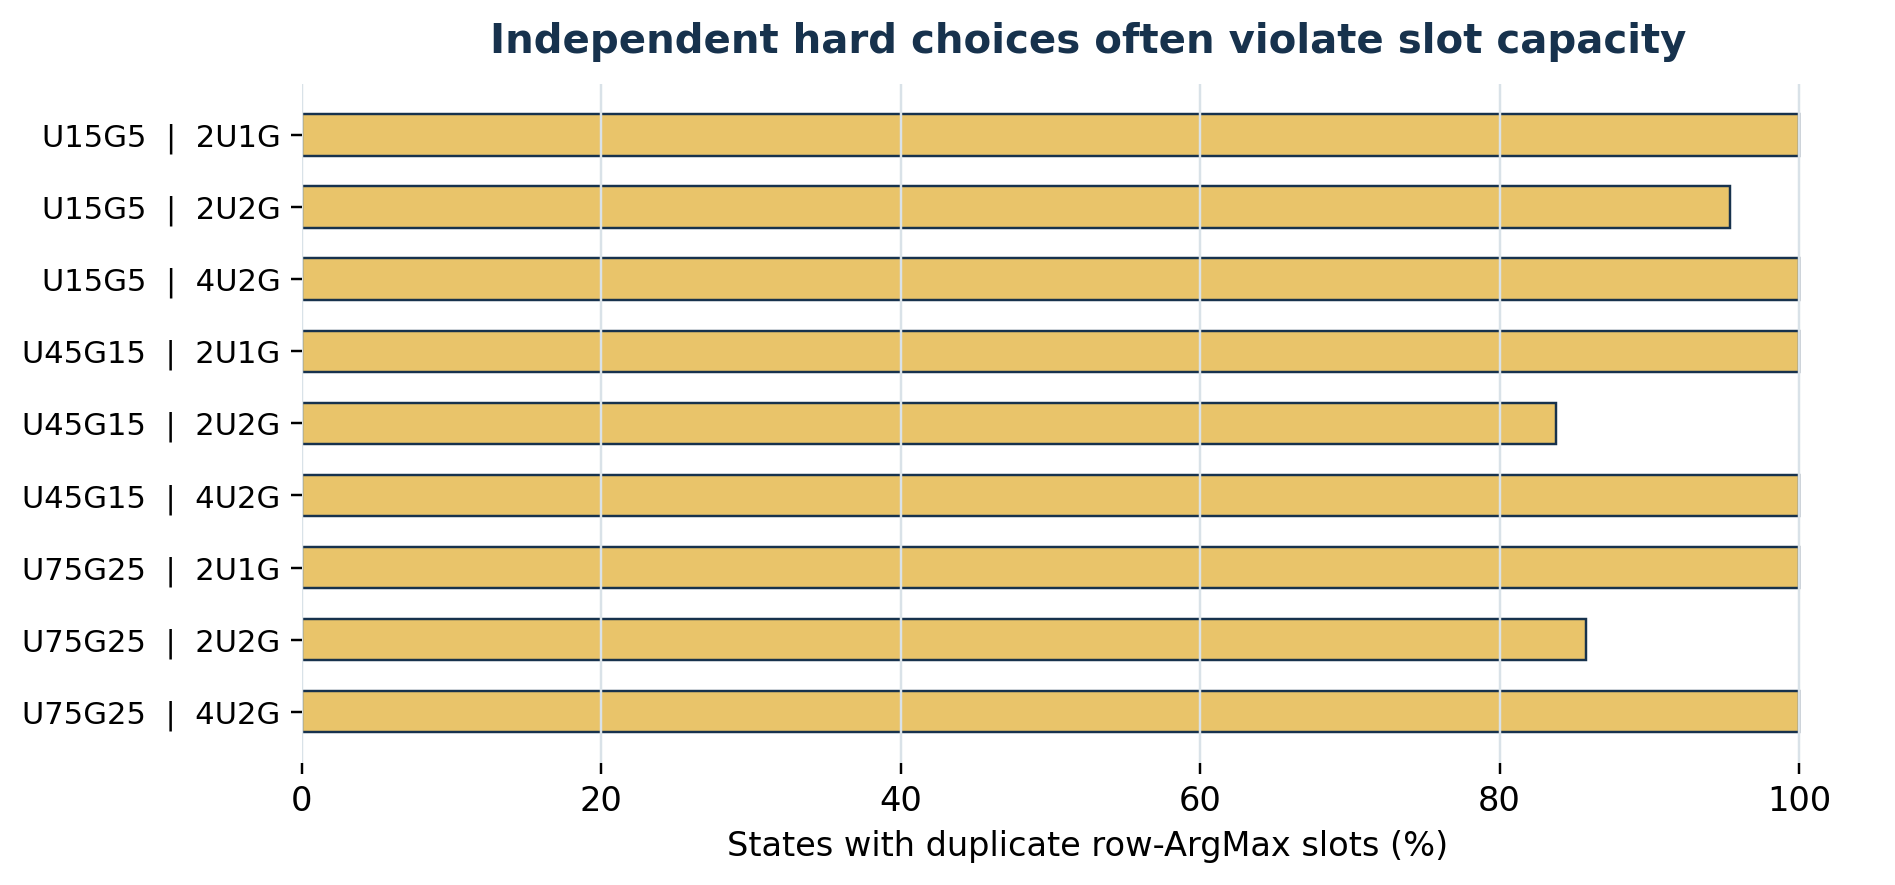 Independent hard choices often violate slot capacity
U15G5 | 2U1G
U15G5 | 2U2G
U15G5 | 4U2G
U45G15 | 2U1G
U45G15 | 2U2G
U45G15 | 4U2G
U75G25 | 2U1G
U75G25 | 2U2G
U75G25 | 4U2G
0 20 40 60 80 100
States with duplicate row-ArgMax slots (%)